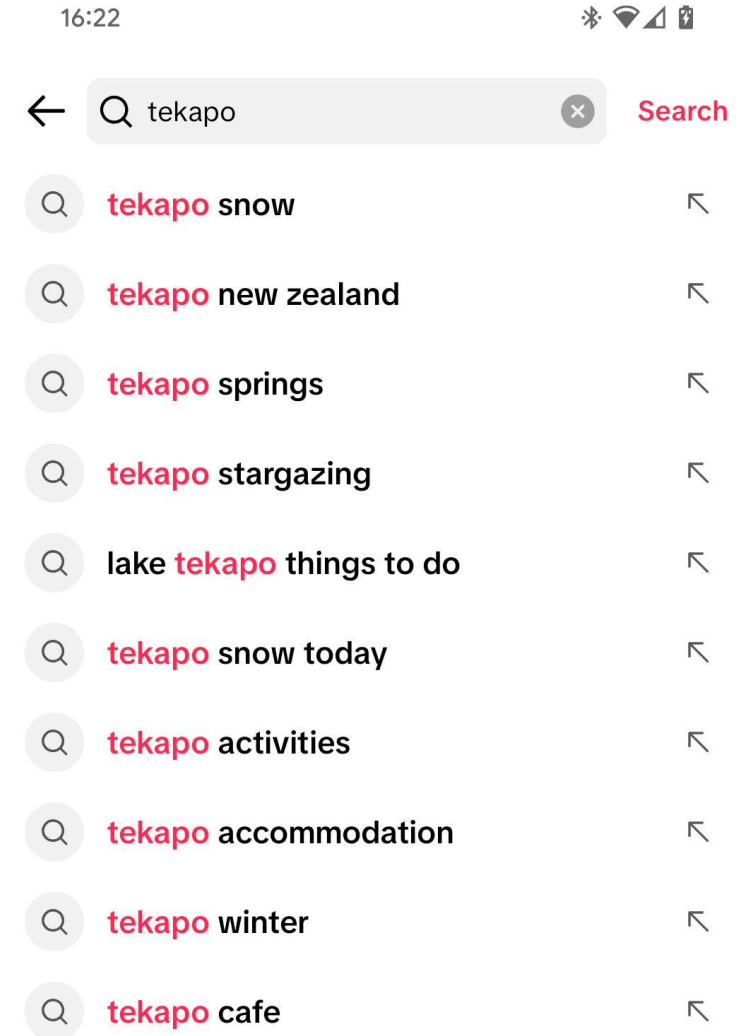 16:22
tekapo Search
tekapo snow
tekapo new zealand
tekapo springs
tekapo stargazing
lake tekapo things to do
tekapo snow today
tekapo activities
tekapo accommodation
tekapo winter
tekapo cafe